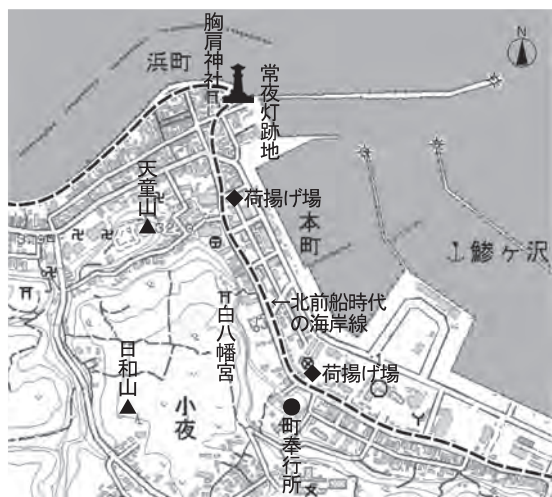 N
浜町
胸肩神社
常夜灯跡地
天童山
荷揚げ場
本町
鰺ヶ沢
←北前船時代
の海岸線
白八幡宮
日和山
小夜
荷揚げ場
町奉行所